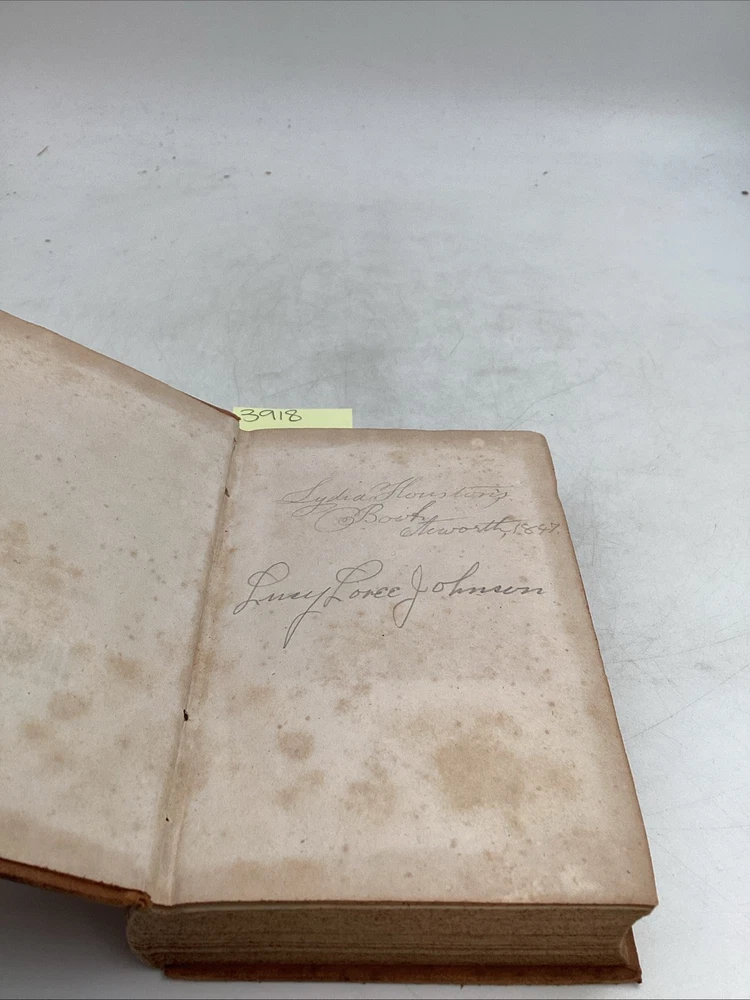 3918
Lydia Houston's
Book
Acworth, 1847.
Lucy Loree Johnson